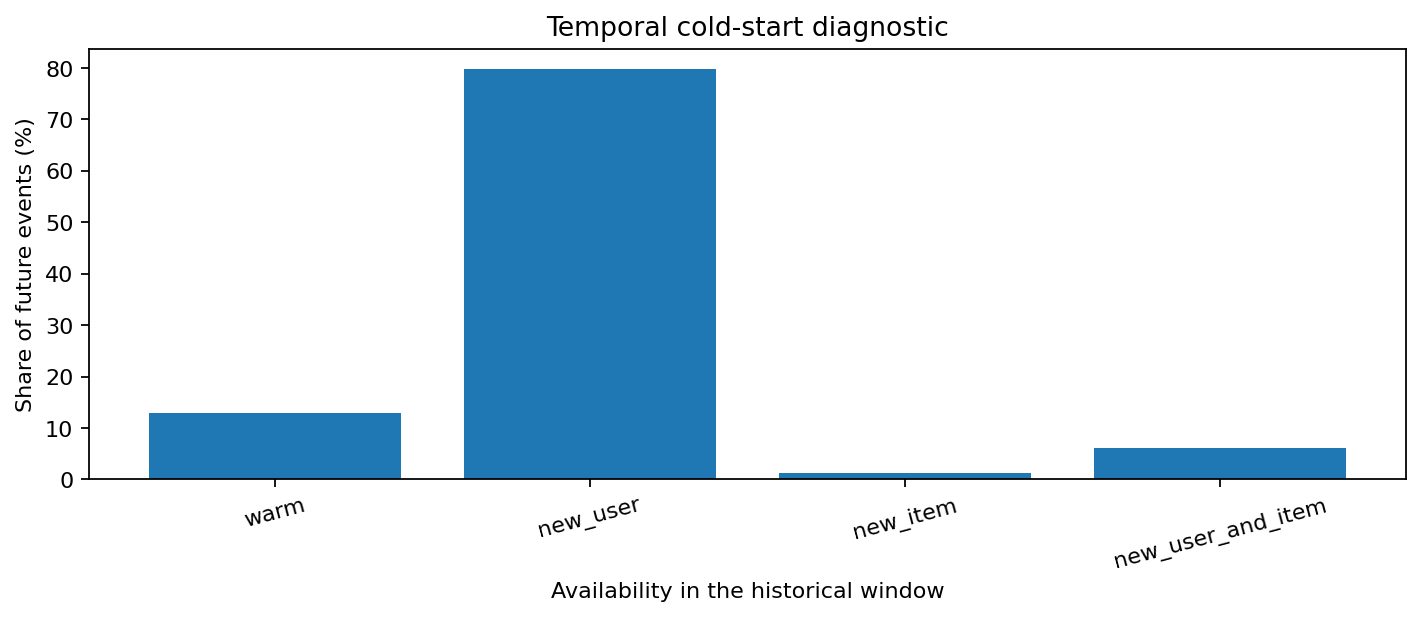 Temporal cold-start diagnostic
Share of future events (%)
80
70
60
50
40
30
20
10
0
warm
new_user
new_item
new_user_and_item
Availability in the historical window